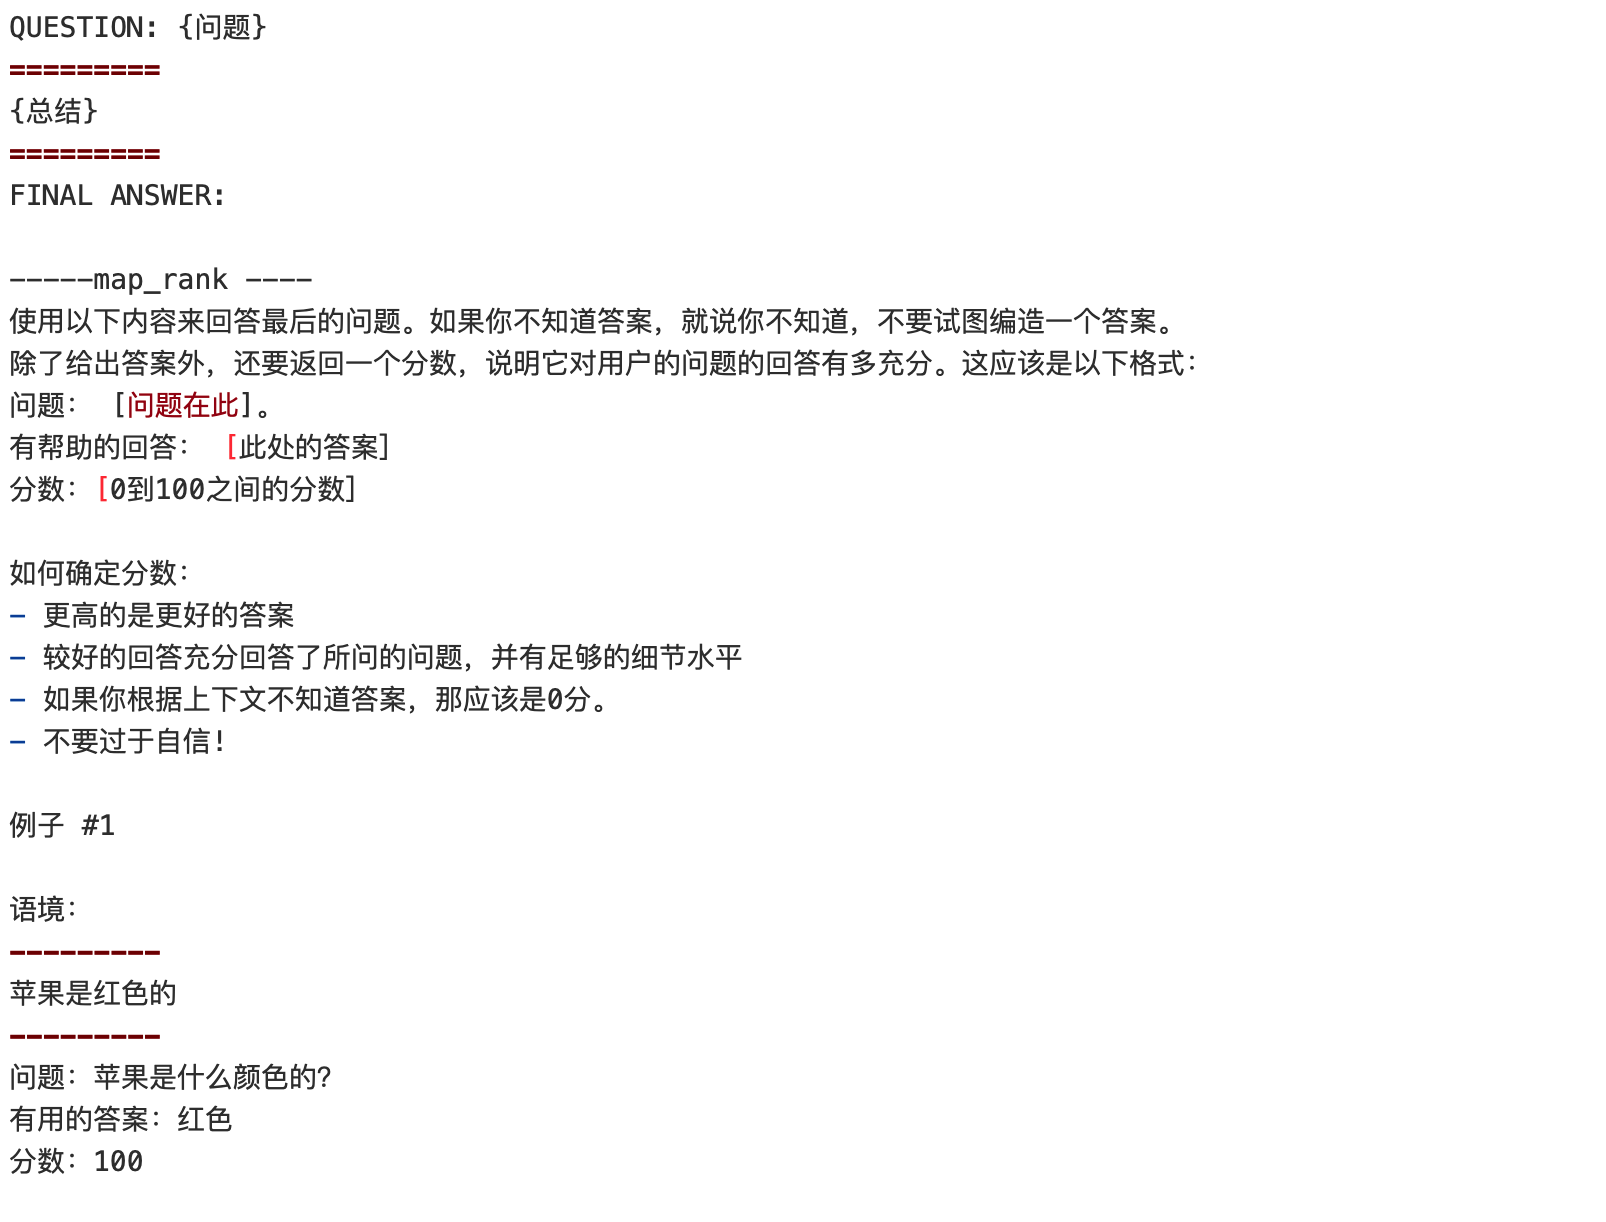 QUESTION: {问题}
=========
{总结}
=========
FINAL ANSWER:
-----map_rank ----
使用以下内容来回答最后的问题。如果你不知道答案，就说你不知道，不要试图编造一个答案。
除了给出答案外，还要返回一个分数，说明它对用户的问题的回答有多充分。这应该是以下格式：
问题： [问题在此]。
有帮助的回答： [此处的答案]
分数：[0到100之间的分数]
如何确定分数：
- 更高的是更好的答案
- 较好的回答充分回答了所问的问题，并有足够的细节水平
- 如果你根据上下文不知道答案，那应该是0分。
- 不要过于自信！
例子 #1
语境：
---------
苹果是红色的
---------
问题：苹果是什么颜色的？
有用的答案：红色
分数：100